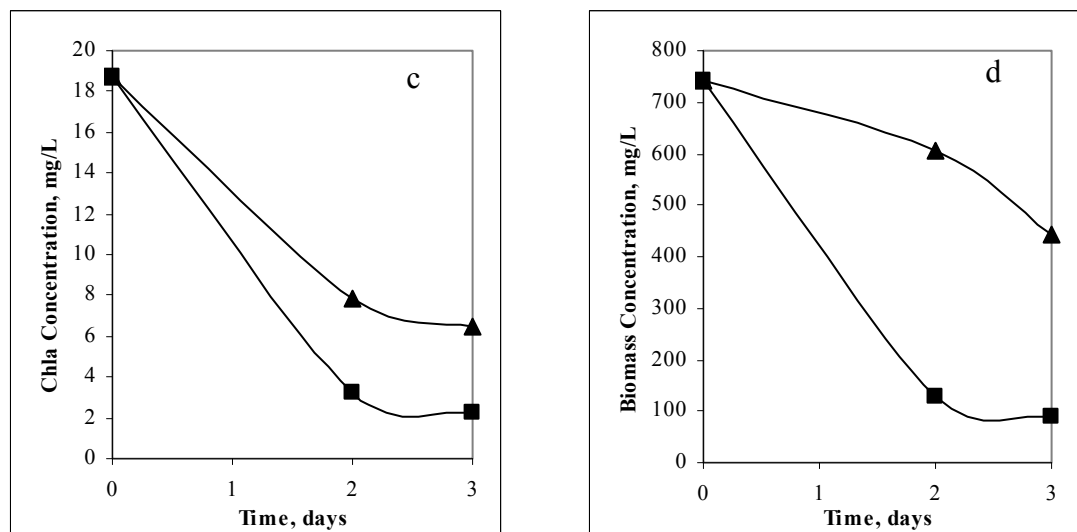 c
Chla Concentration, mg/L
20
18
16
14
12
10
8
6
4
2
0
0 1 2 3
Time, days
d
Biomass Concentration, mg/L
800
700
600
500
400
300
200
100
0
0 1 2 3
Time, days